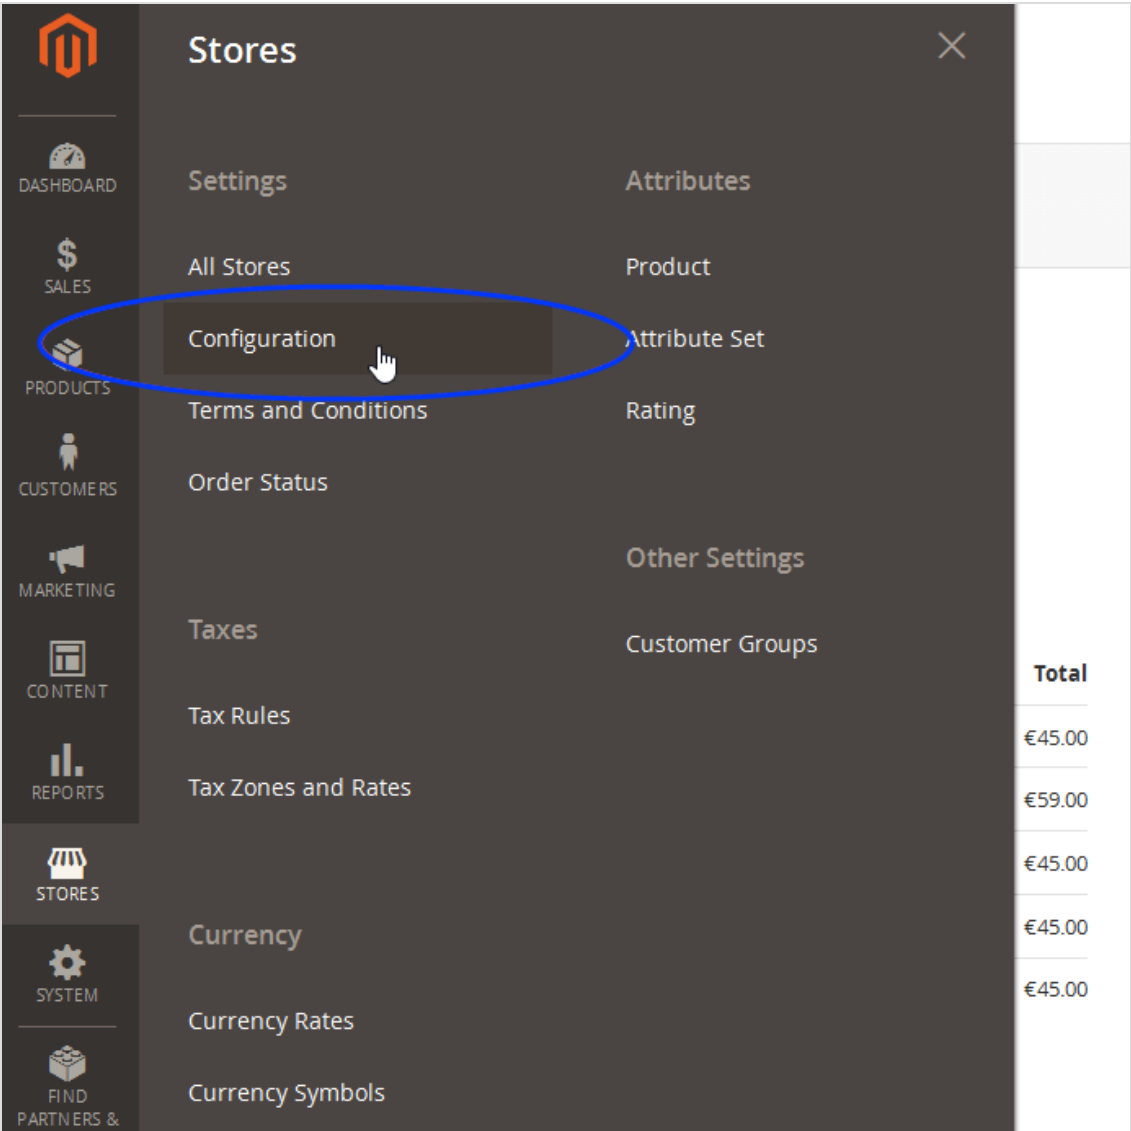 Stores
DASHBOARD
SALES
PRODUCTS
CUSTOMERS
MARKETING
CONTENT
REPORTS
STORES
SYSTEM
FIND
PARTNERS &
Settings
All Stores
Configuration
Terms and Conditions
Order Status
Taxes
Tax Rules
Tax Zones and Rates
Currency
Currency Rates
Currency Symbols
Attributes
Product
Attribute Set
Rating
Other Settings
Customer Groups
Total
€45.00
€59.00
€45.00
€45.00
€45.00